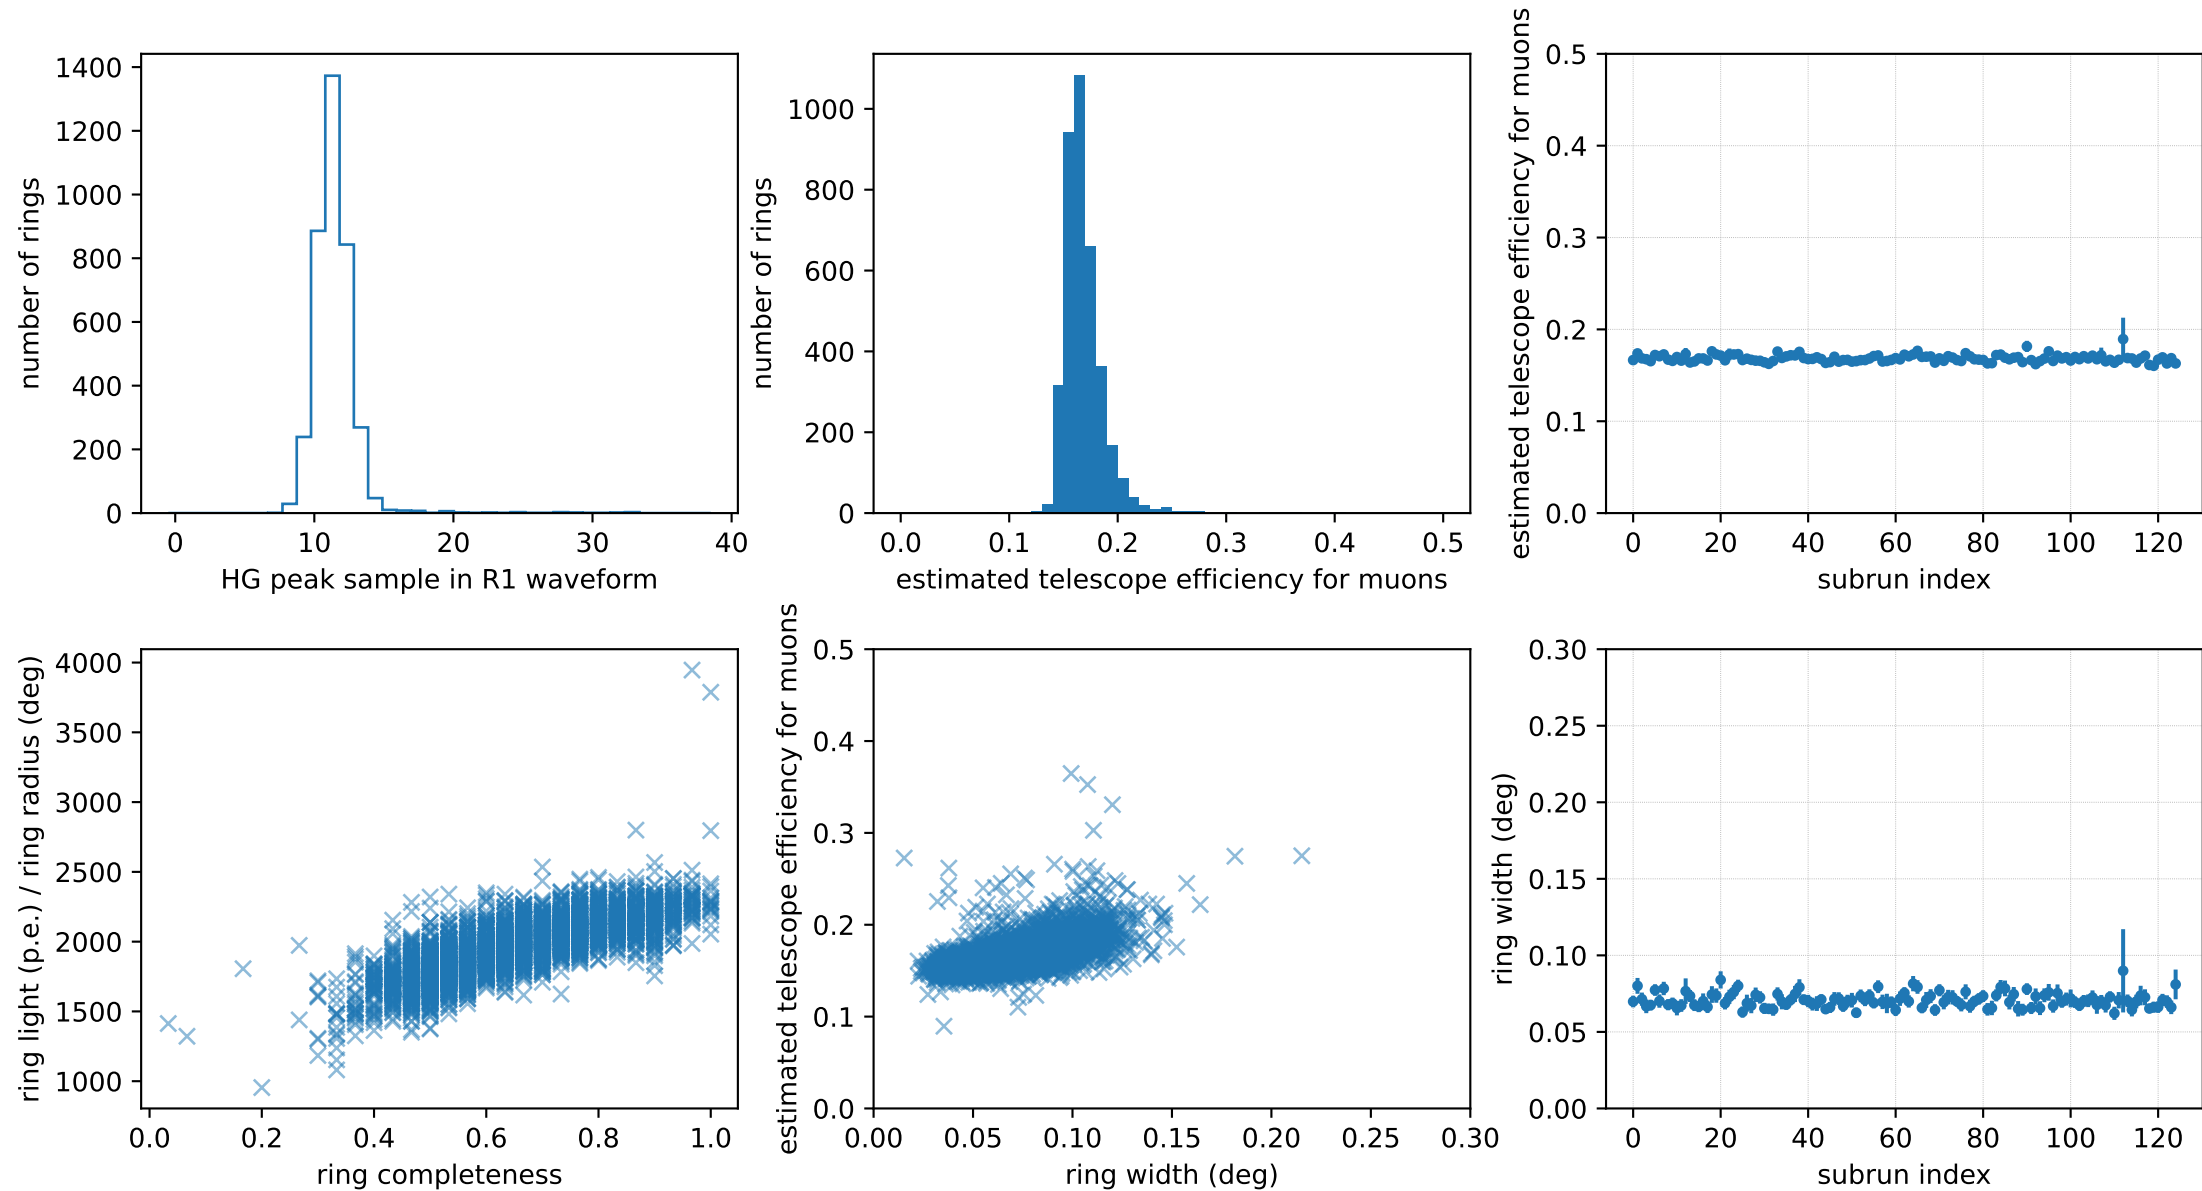 number of rings
1400
1200
1000
800
600
400
200
0
0 10 20 30 40
HG peak sample in R1 waveform
number of rings
1000
800
600
400
200
0
0.0 0.1 0.2 0.3 0.4 0.5
estimated telescope efficiency for muons
estimated telescope efficiency for muons
0.5
0.4
0.3
0.2
0.1
0.0
0 20 40 60 80 100 120
subrun index
ring light (p.e.) / ring radius (deg)
4000
3500
3000
2500
2000
1500
1000
0.0 0.2 0.4 0.6 0.8 1.0
ring completeness
estimated telescope efficiency for muons
0.5
0.4
0.3
0.2
0.1
0.0
0.00 0.05 0.10 0.15 0.20 0.25 0.30
ring width (deg)
ring width (deg)
0.30
0.25
0.20
0.15
0.10
0.05
0.00
0 20 40 60 80 100 120
subrun index